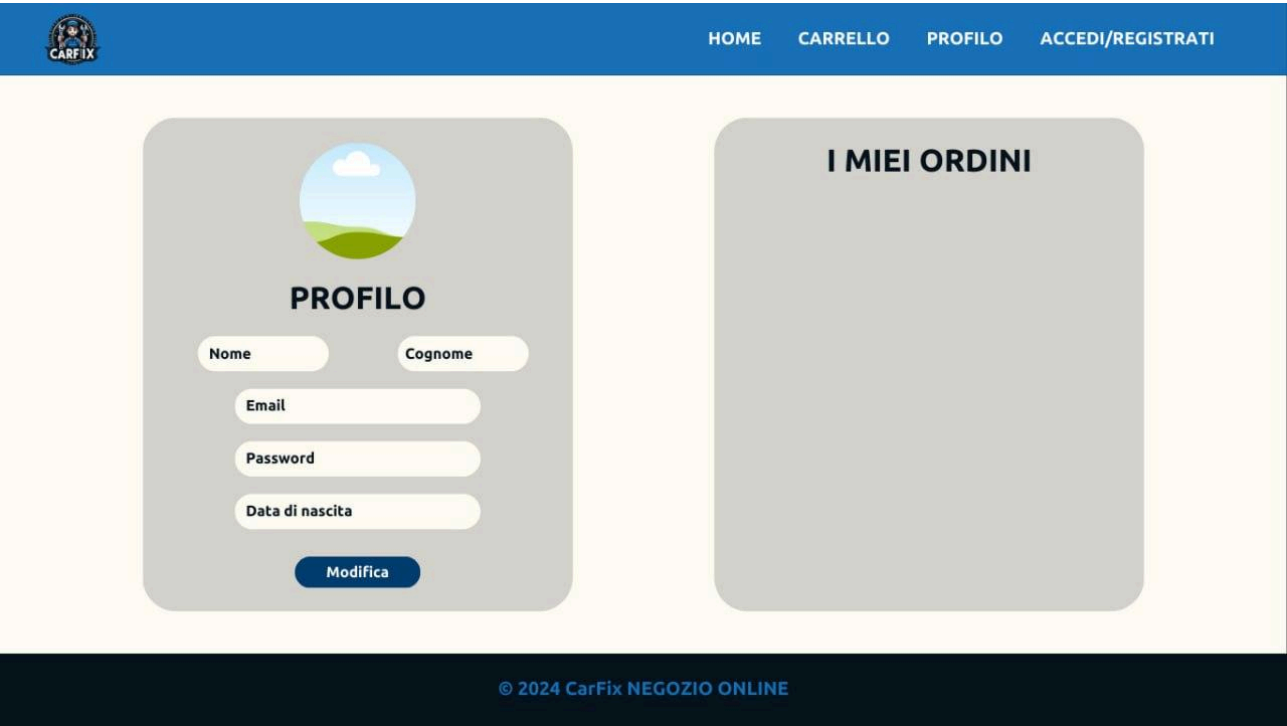 CARFIX
HOME CARRELLO PROFILO ACCEDI/REGISTRATI
PROFILO
Nome Cognome
Email
Password
Data di nascita
Modifica
I MIEI ORDINI
© 2024 CarFix NEGOZIO ONLINE